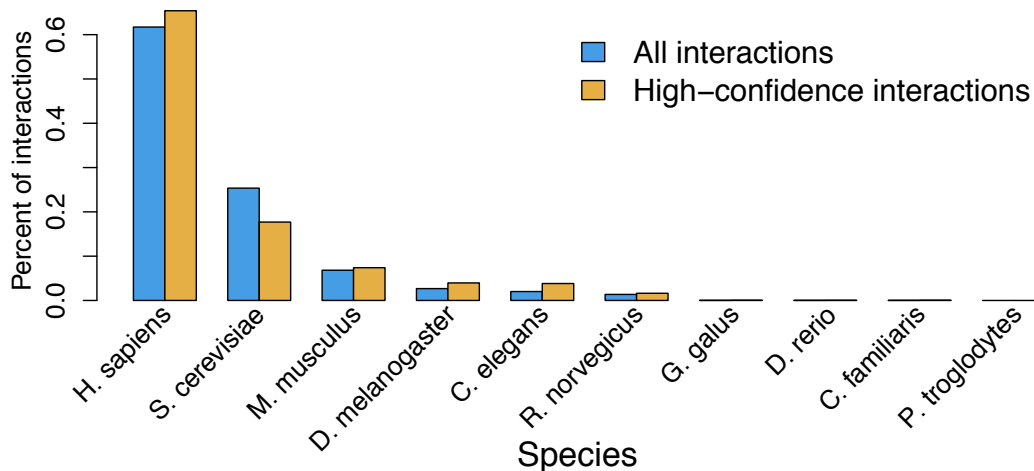 Percent of interactions
0.6
0.4
0.2
0.0
All interactions
High−confidence interactions
H. sapiens
S. cerevisiae
M. musculus
D. melanogaster
C. elegans
R. norvegicus
G. galus
D. rerio
C. familiaris
P. troglodytes
Species